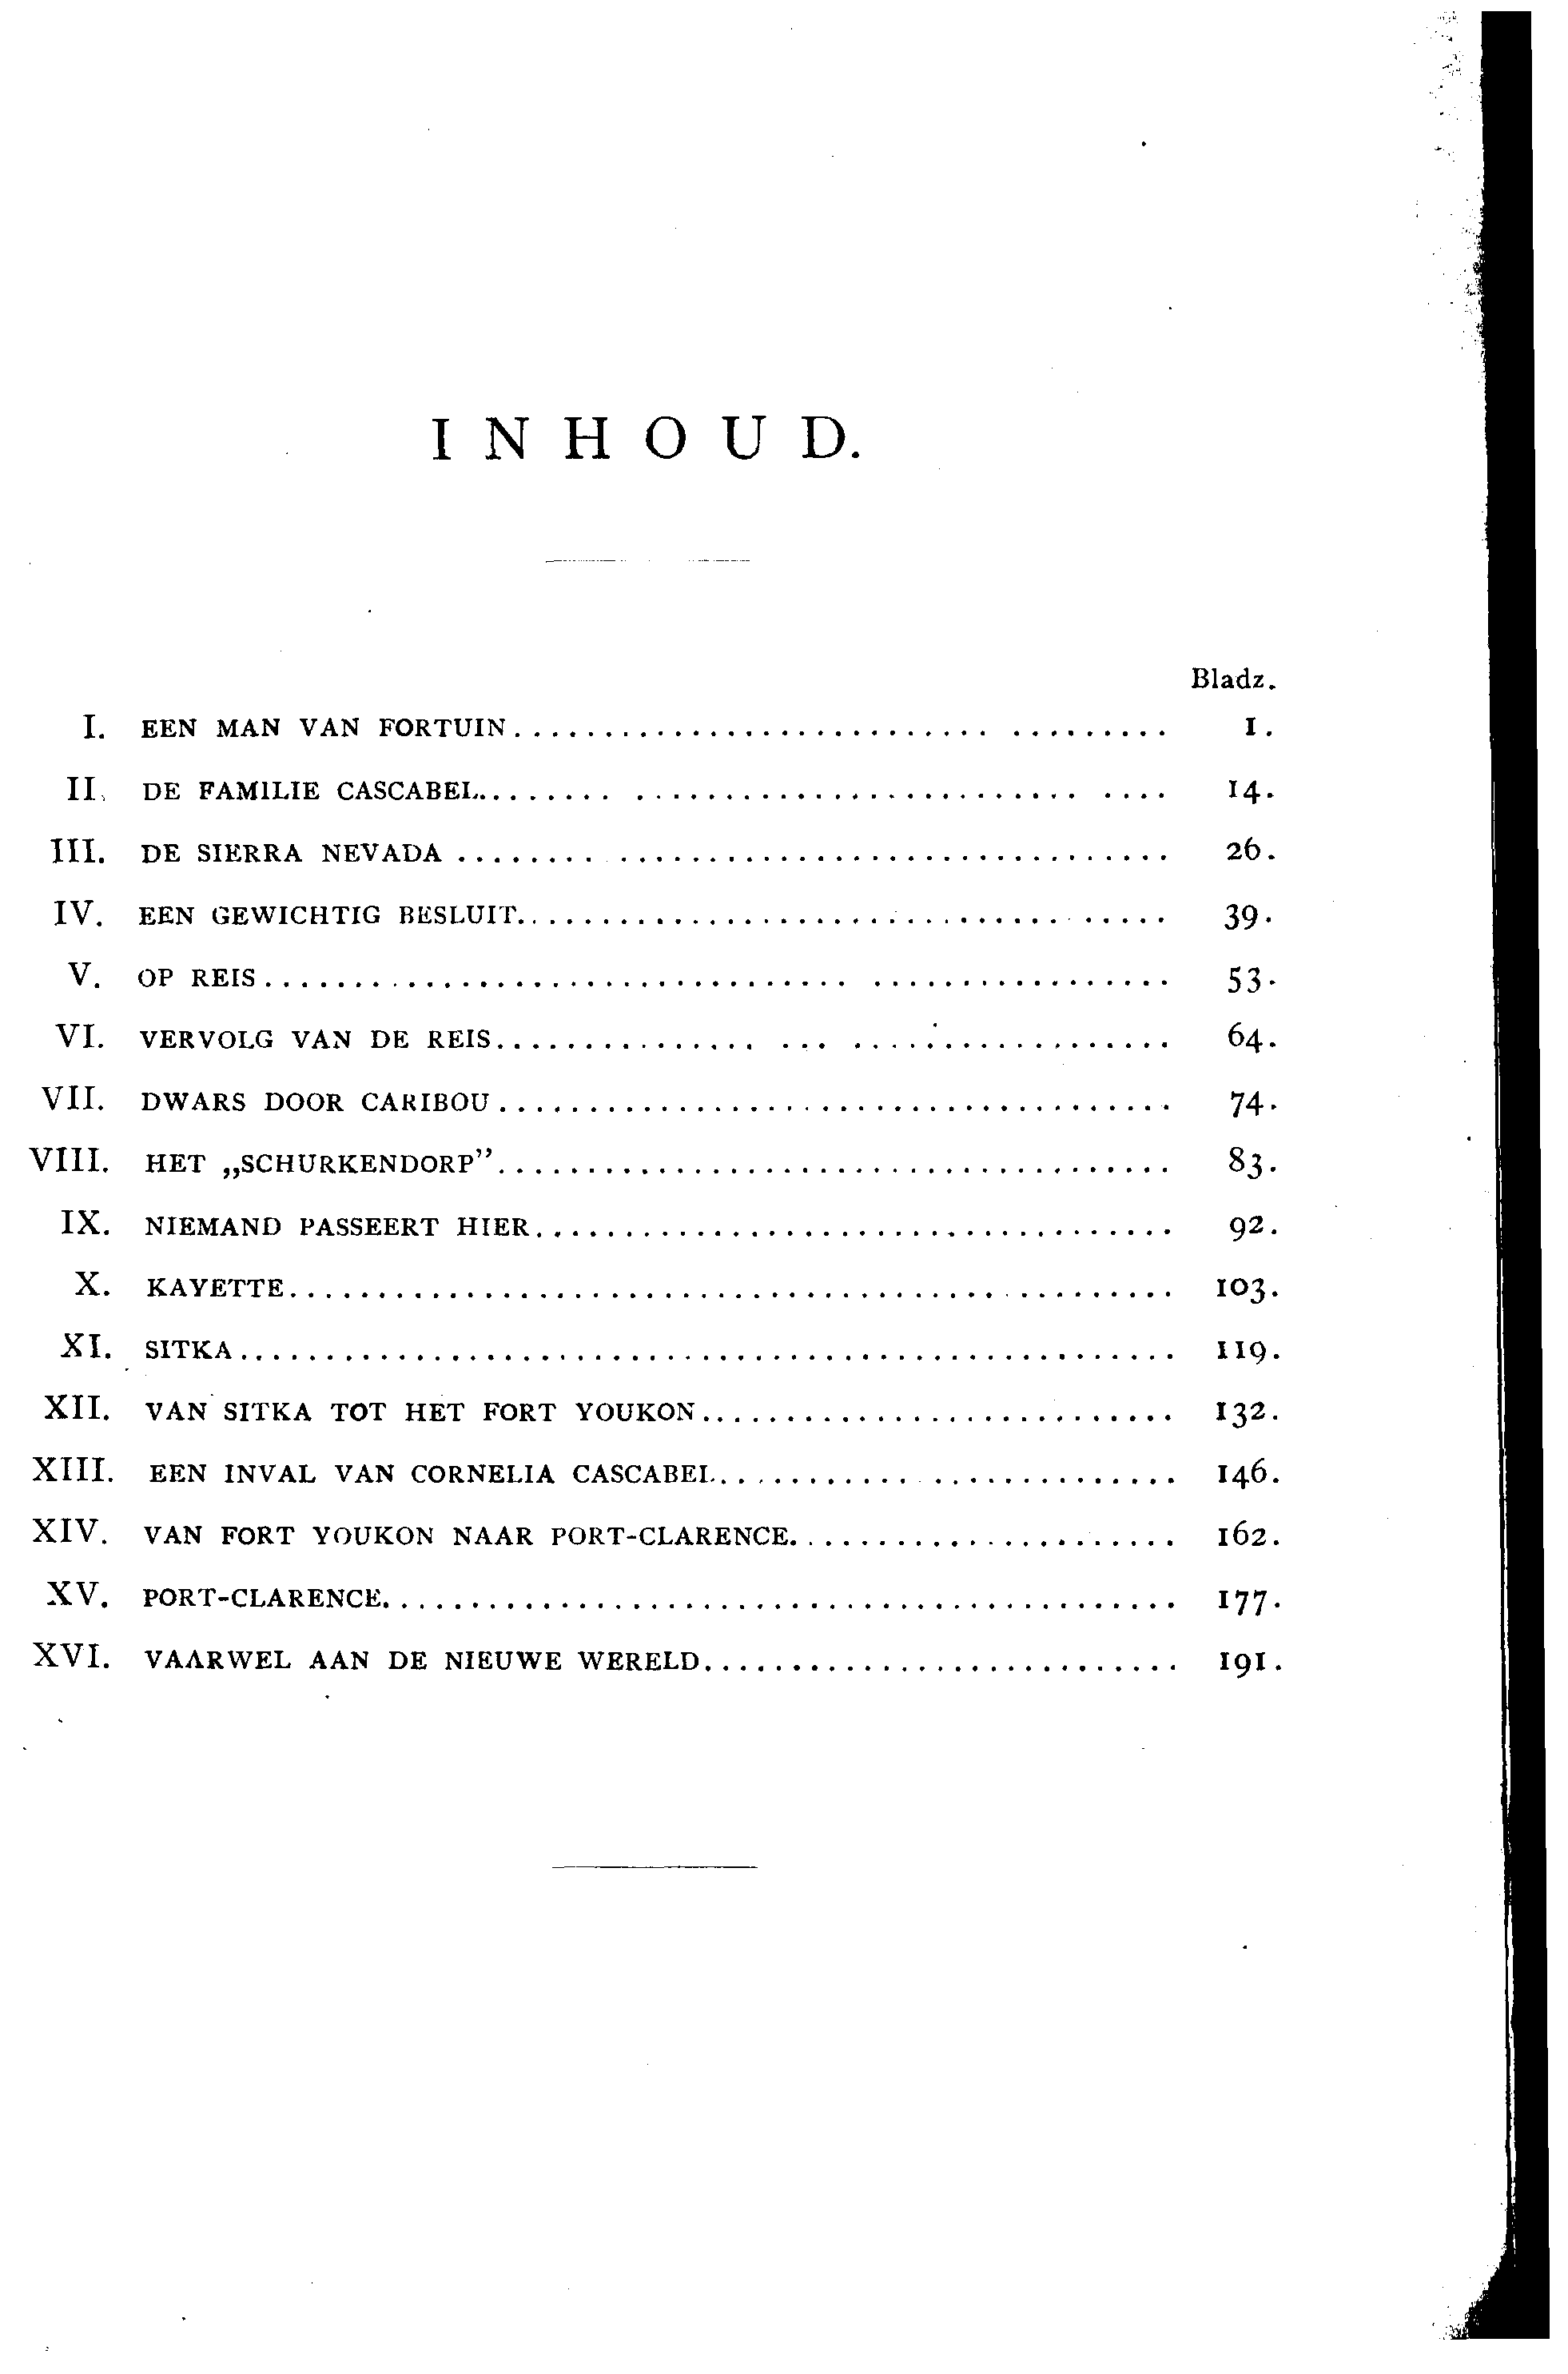 INHOUD.
Bladz.
I. EEN MAN VAN FORTUIN........................... ......... 1.
II. DE FAMILIE CASCABEL......... ......................... .... 14.
III. DE SIERRA NEVADA ........ ................................ 26.
IV. EEN GEWICHTIG BESLUIT..................................... 39.
V. OP REIS................................. ................. 53.
VI. VERVOLG VAN DE REIS............... ... .................. 64.
VII. DWARS DOOR CARIBOU....................................... 74.
VIII. HET „SCHURKENDORP”....................................... 83.
IX. NIEMAND PASSEERT HIER..................................... 92.
X. KAYETTE................................................... 103.
XI. SITKA...................................................... 119.
XII. VAN SITKA TOT HET FORT YOUKON........................... 132.
XIII. EEN INVAL VAN CORNELIA CASCABEL.......................... 146.
XIV. VAN FORT YOUKON NAAR PORT-CLARENCE...................... 162.
XV. PORT-CLARENCE.............................................. 177.
XVI. VAARWEL AAN DE NIEUWE WERELD........................... 191.